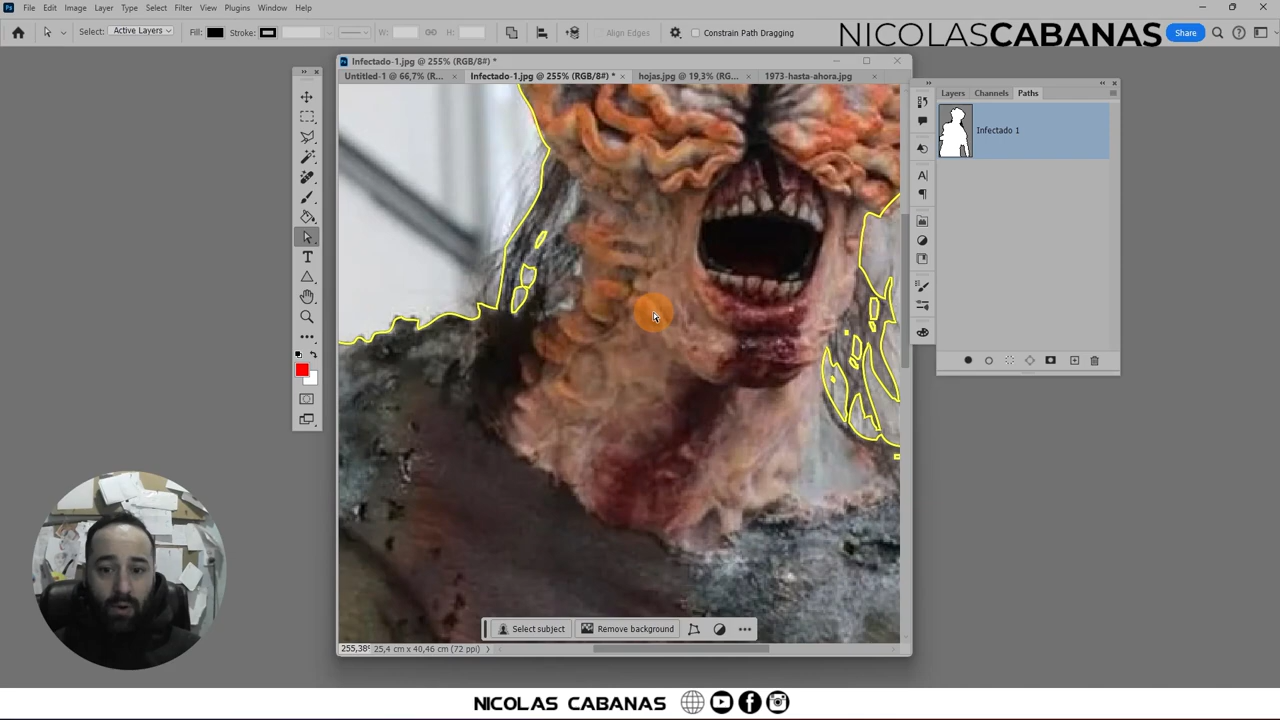 File Edit Image Layer Type Select Filter View Plugins Window Help
Select: Active Layers Fill: Stroke: W: H: Align Edges Constrain Path Dragging
NICOLASCABANAS
Share
Infectado-1.jpg @ 255% (RGB/8#) *
Untitled-1 @ 66,7% (R... × Infectado-1.jpg @ 255% (RGB/8#) * × hojas.jpg @ 19,3% (RG... × 1973-hasta-ahora.jpg ×
Layers Channels Paths
Infectado 1
Select subject Remove background
255,38% 25,4 cm x 40,46 cm (72 ppi)
NICOLAS CABANAS